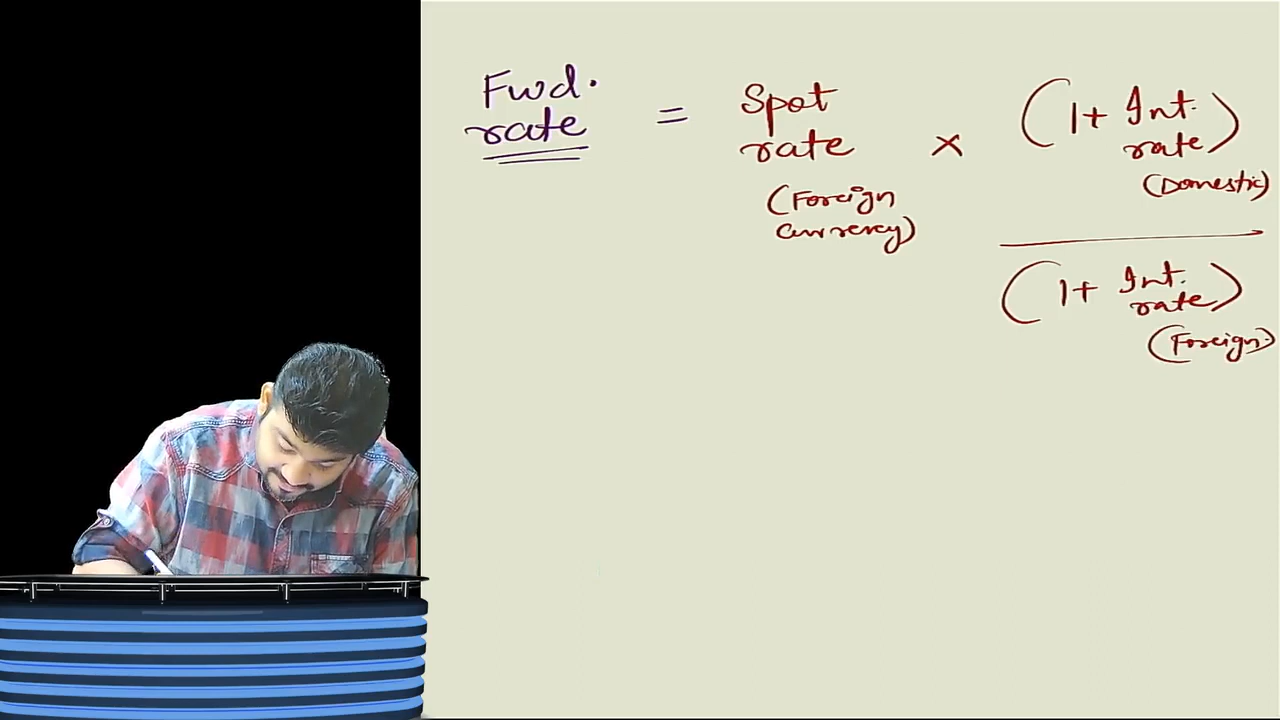 Fwd.
rate
=
Spot
rate
(Foreign
currency)
×
(1+ Int.
rate)
(Domestic)
(1+ Int.
rate)
(Foreign)